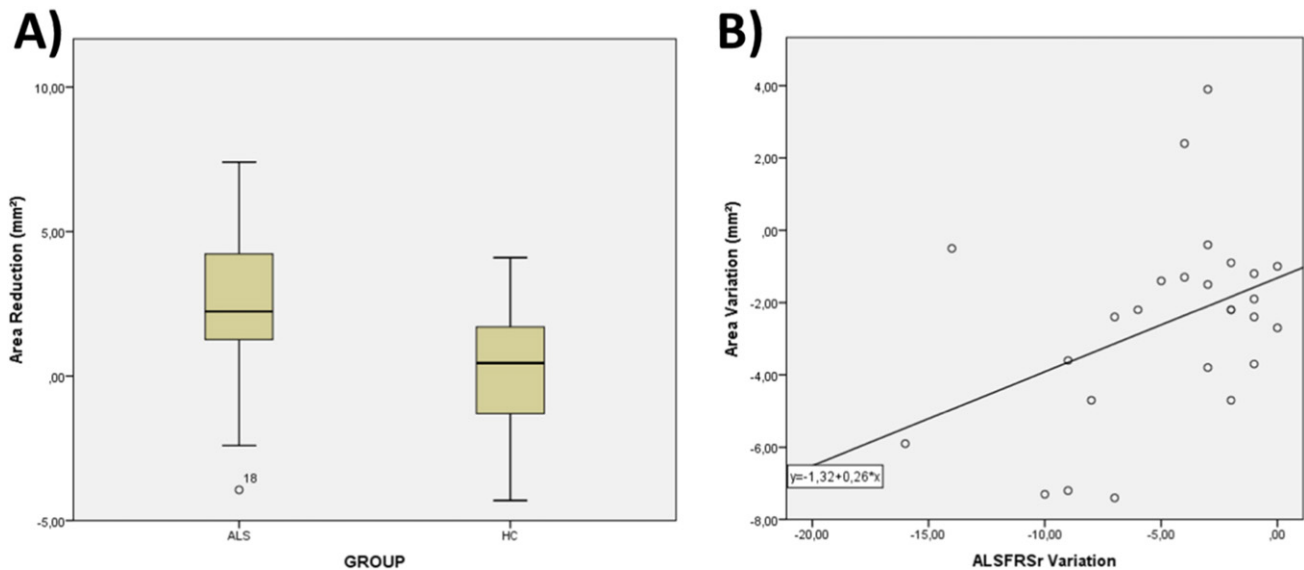 A)
Area Reduction (mm²)
10,00
5,00
,00
-5,00
18
ALS
HC
GROUP
B)
Area Variation (mm²)
4,00
2,00
,00
-2,00
-4,00
-6,00
-8,00
y=-1,32+0,26*x
-20,00
-15,00
-10,00
-5,00
,00
ALSFRSr Variation